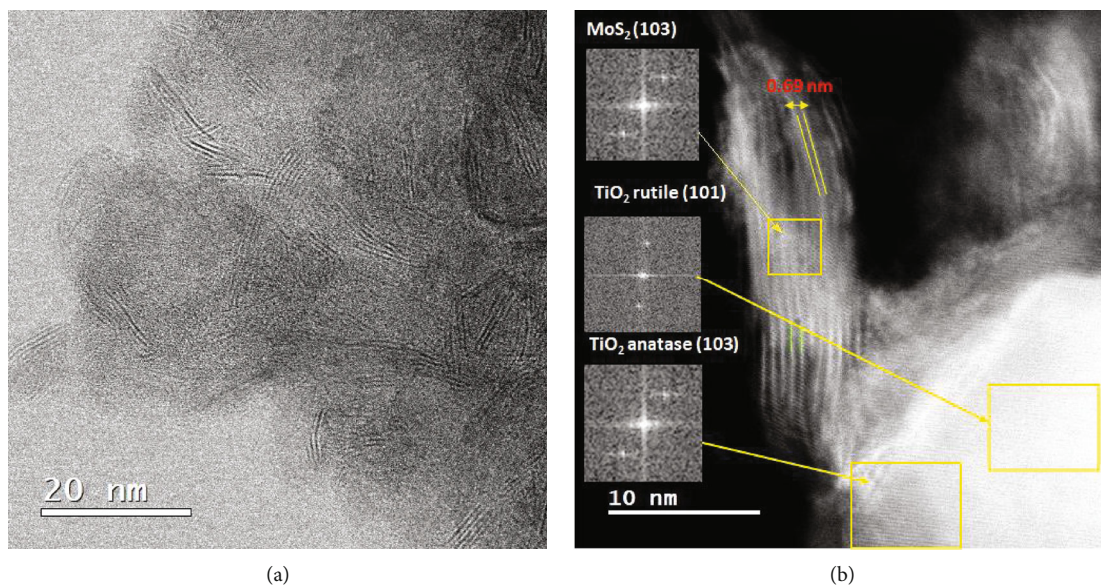 20 nm
(a)
MoS₂ (103)
0.69 nm
TiO₂ rutile (101)
TiO₂ anatase (103)
10 nm
(b)